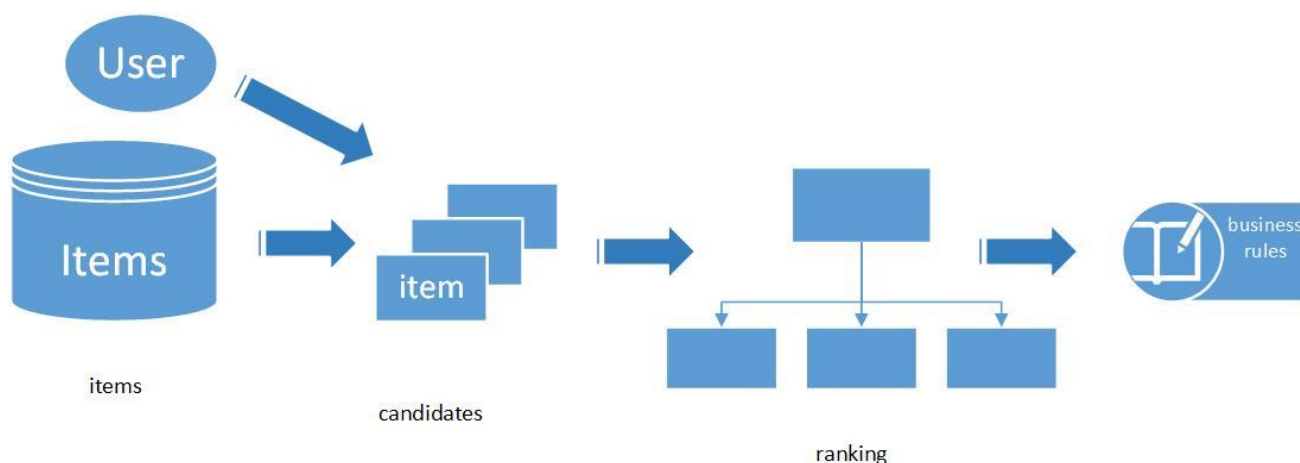 User
Items
item
business
rules
items
candidates
ranking